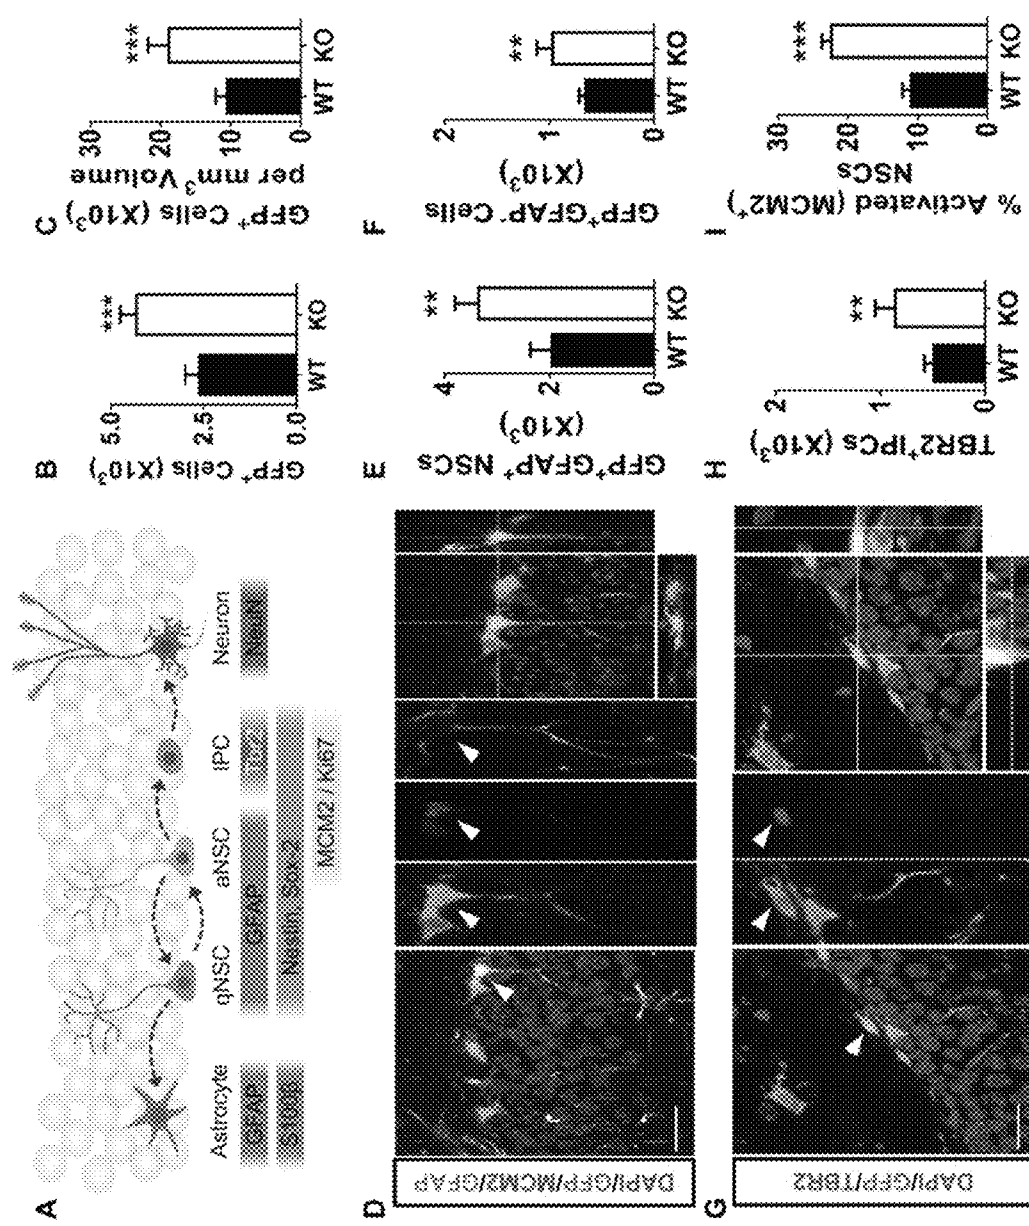 A
Astrocyte
qNSC
aNSC
IPC
Neuron
GFAP
GFAP
NeuN
S100β
Nestin Sox-2
MCM2 / Ki67
B
GFP⁺ Cells (X10³)
5.0
2.5
0.0
***
WT
KO
C
GFP⁺ Cells (X10³)
per mm³ Volume
30
20
10
0
***
WT
KO
D
DAPI/GFP/MCM2/GFAP
E
GFP⁺GFAP⁺ NSCs
(X10³)
4
2
0
**
WT
KO
F
GFP⁺GFAP⁻ Cells
(X10³)
2
1
0
**
WT
KO
G
DAPI/GFP/TBR2
H
TBR2⁺IPCs (X10³)
2
1
0
**
WT
KO
I
% Activated (MCM2⁺)
NSCs
30
20
10
0
***
WT
KO